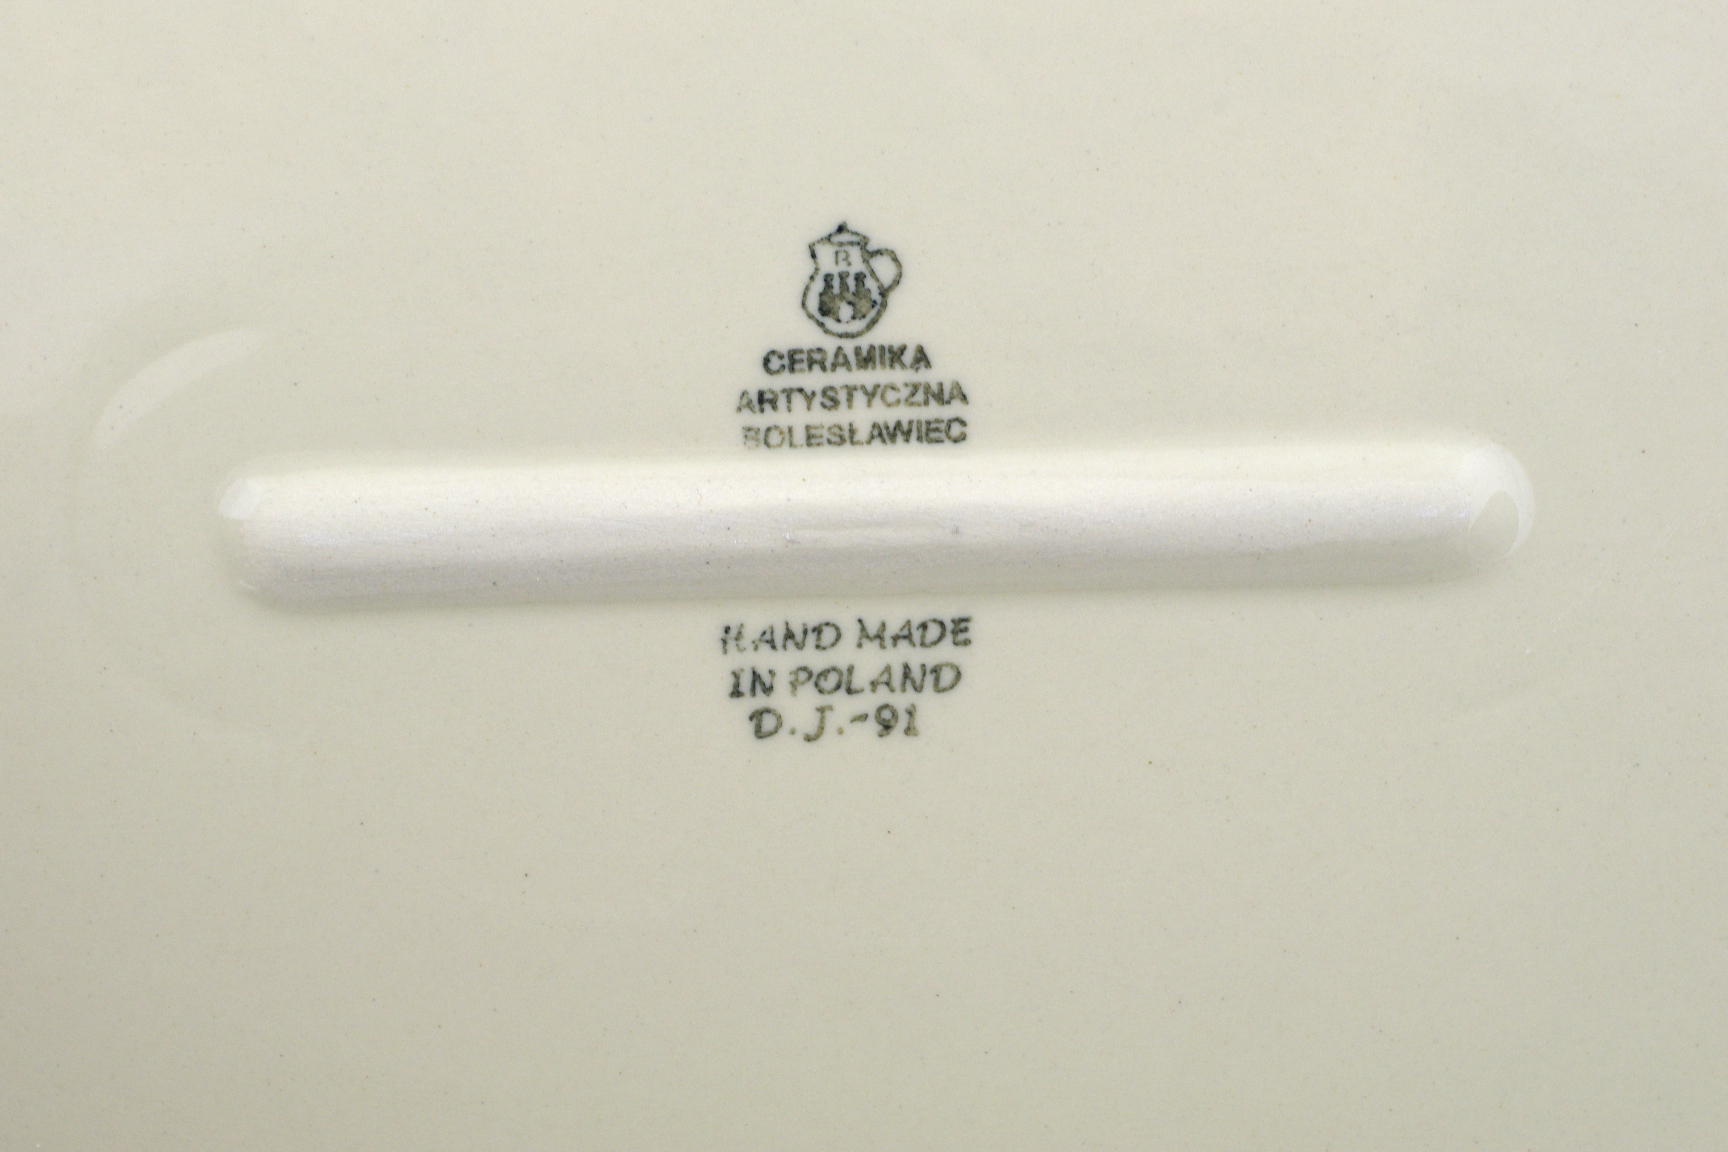 R
CERAMIKA
ARTYSTYCZNA
BOLESŁAWIEC
HAND MADE
IN POLAND
D.J.-91